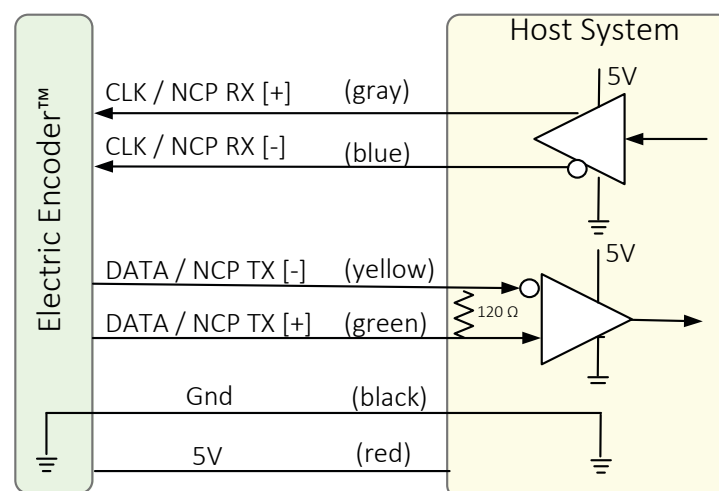 Host System
Electric Encoder™
5V
CLK / NCP RX [+] (gray)
CLK / NCP RX [-] (blue)
5V
DATA / NCP TX [-] (yellow)
120 Ω
DATA / NCP TX [+] (green)
Gnd (black)
5V (red)